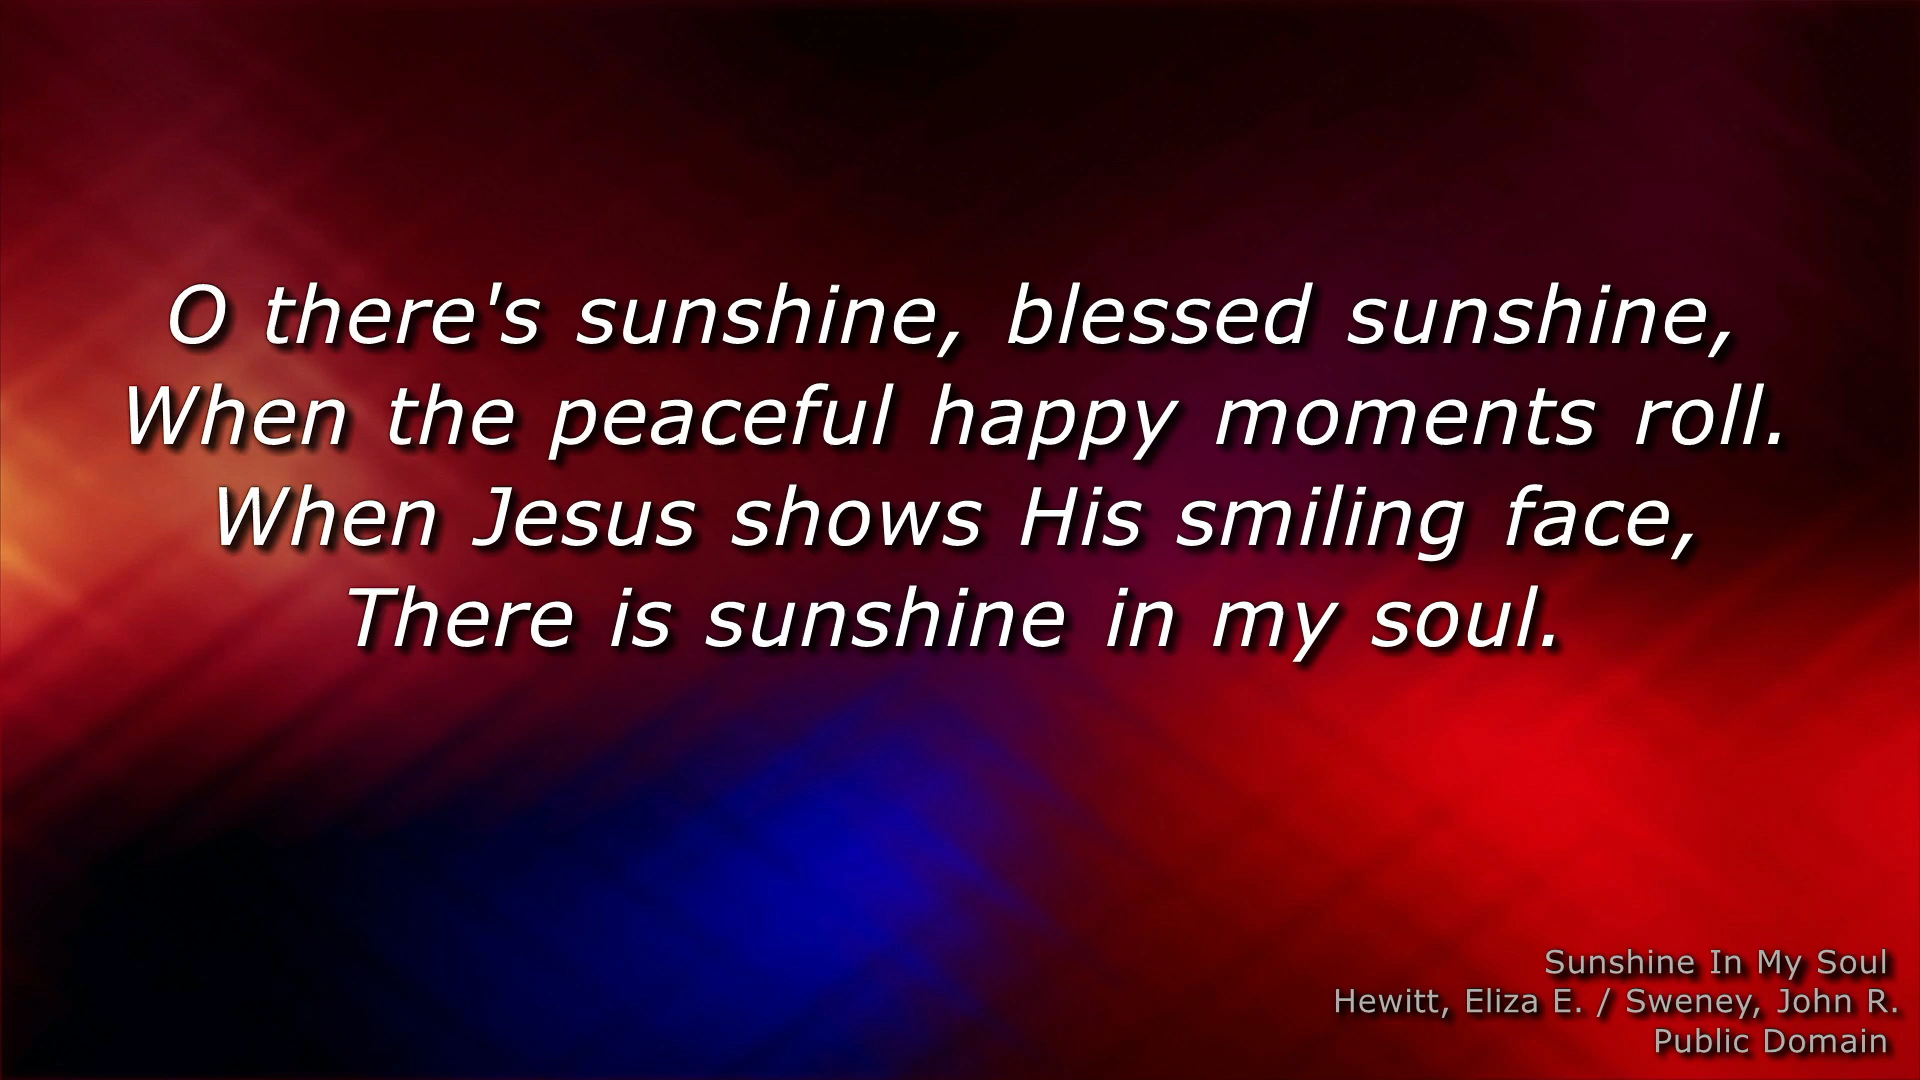 O there's sunshine, blessed sunshine,
When the peaceful happy moments roll.
When Jesus shows His smiling face,
There is sunshine in my soul.
Sunshine In My Soul
Hewitt, Eliza E. / Sweney, John R.
Public Domain